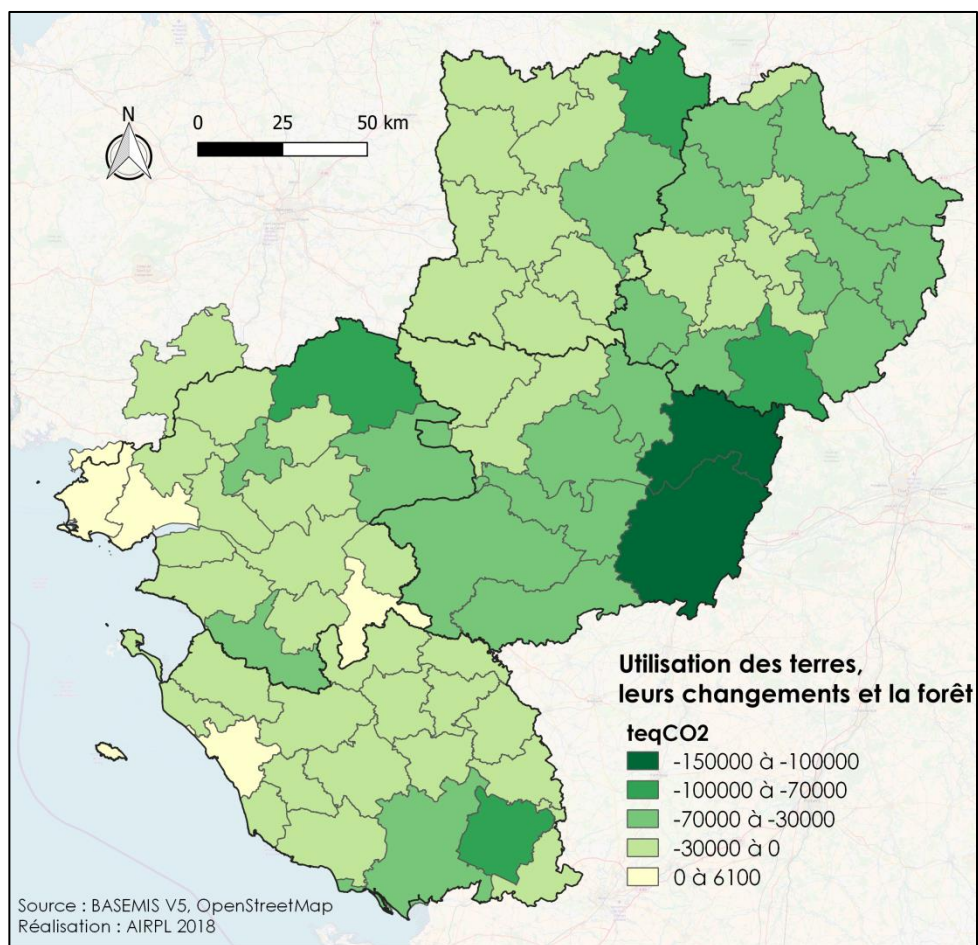 N
0 25 50 km
Utilisation des terres,
leurs changements et la forêt
teqCO2
-150000 à -100000
-100000 à -70000
-70000 à -30000
-30000 à 0
0 à 6100
Source : BASEMIS V5, OpenStreetMap
Réalisation : AIRPL 2018